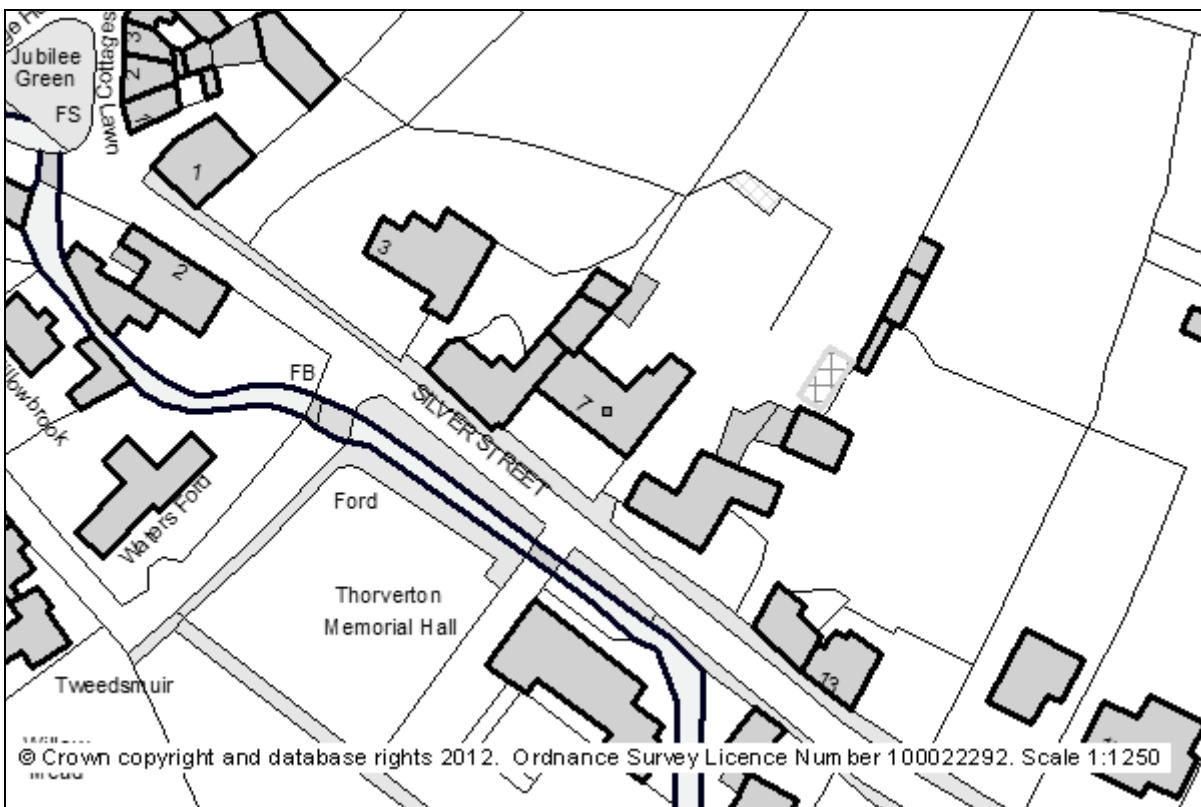 Jubilee
Green
FS
Lawn Cottages
3
2
1
1
3
2
FB
SILVER STREET
7
Ford
Waters Ford
Thorverton
Memorial Hall
Tweedsmuir
13
© Crown copyright and database rights 2012. Ordnance Survey Licence Number 100022292. Scale 1:1250